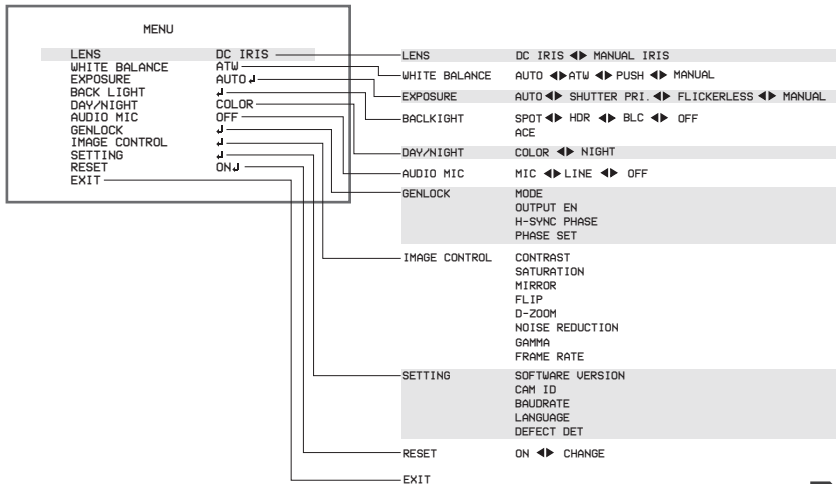 MENU
LENS DC IRIS
WHITE BALANCE ATW
EXPOSURE AUTO↲
BACK LIGHT ↲
DAY/NIGHT COLOR
AUDIO MIC OFF
GENLOCK ↲
IMAGE CONTROL ↲
SETTING ↲
RESET ON↲
EXIT
LENS DC IRIS ◀▶ MANUAL IRIS
WHITE BALANCE AUTO ◀▶ ATW ◀▶ PUSH ◀▶ MANUAL
EXPOSURE AUTO ◀▶ SHUTTER PRI. ◀▶ FLICKERLESS ◀▶ MANUAL
BACKLIGHT SPOT ◀▶ HDR ◀▶ BLC ◀▶ OFF
ACE
DAY/NIGHT COLOR ◀▶ NIGHT
AUDIO MIC MIC ◀▶ LINE ◀▶ OFF
GENLOCK MODE
OUTPUT EN
H-SYNC PHASE
PHASE SET
IMAGE CONTROL CONTRAST
SATURATION
MIRROR
FLIP
D-ZOOM
NOISE REDUCTION
GAMMA
FRAME RATE
SETTING SOFTWARE VERSION
CAM ID
BAUDRATE
LANGUAGE
DEFECT DET
RESET ON ◀▶ CHANGE
EXIT